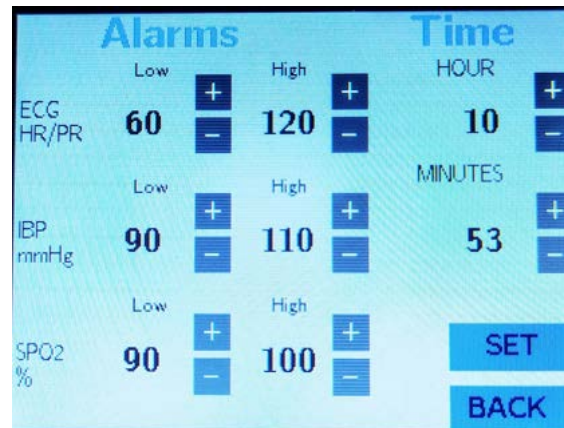 Alarms Time
Low High HOUR
+ + +
ECG
HR/PR 60 120 10
- - -
Low High MINUTES
+ + +
IBP
mmHg 90 110 53
- - -
Low High
+ +
SPO2
% 90 100
- -
SET
BACK